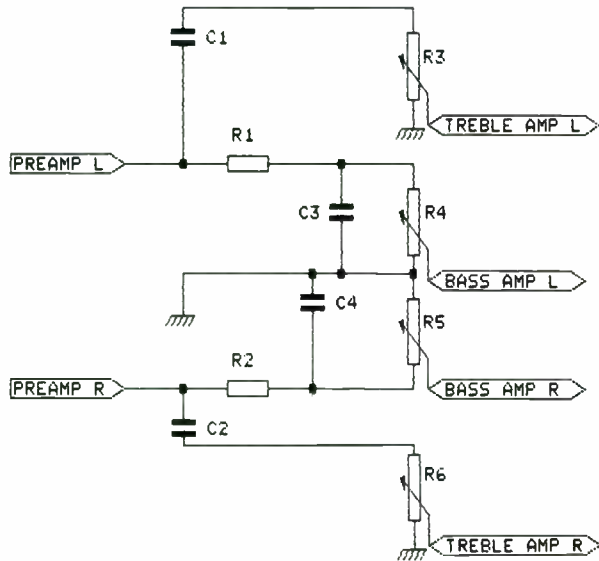 C1
R3
TREBLE AMP L
R1
PREAMP L
C3
R4
BASS AMP L
C4
R5
R2
PREAMP R
BASS AMP R
C2
R6
TREBLE AMP R